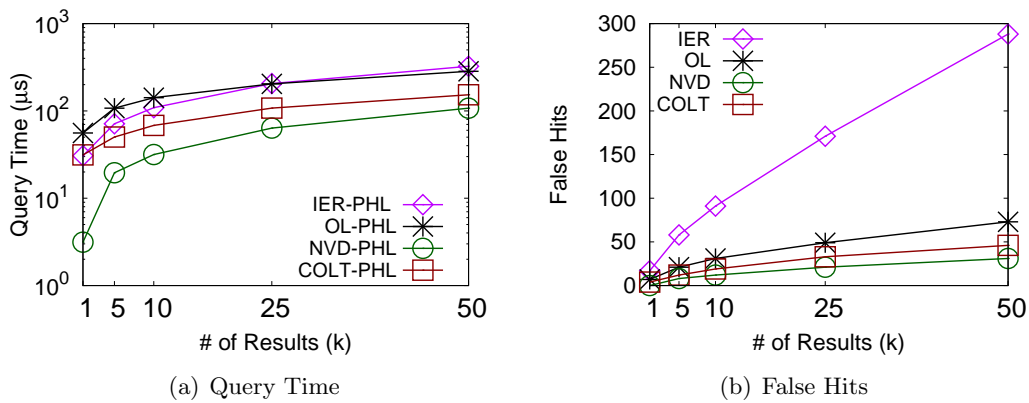 10^3
10^2
10^1
10^0
Query Time (µs)
IER-PHL
OL-PHL
NVD-PHL
COLT-PHL
1 5 10 25 50
# of Results (k)
(a) Query Time
300
250
200
150
100
50
0
False Hits
IER
OL
NVD
COLT
1 5 10 25 50
# of Results (k)
(b) False Hits